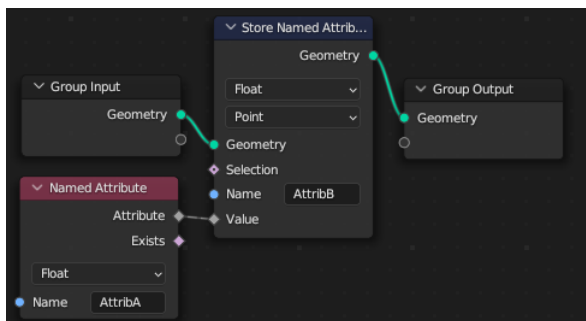 Store Named Attrib...
Geometry
Float
Point
Geometry
Selection
Name AttribB
Value
Group Input
Geometry
Named Attribute
Attribute
Exists
Float
Name AttribA
Group Output
Geometry